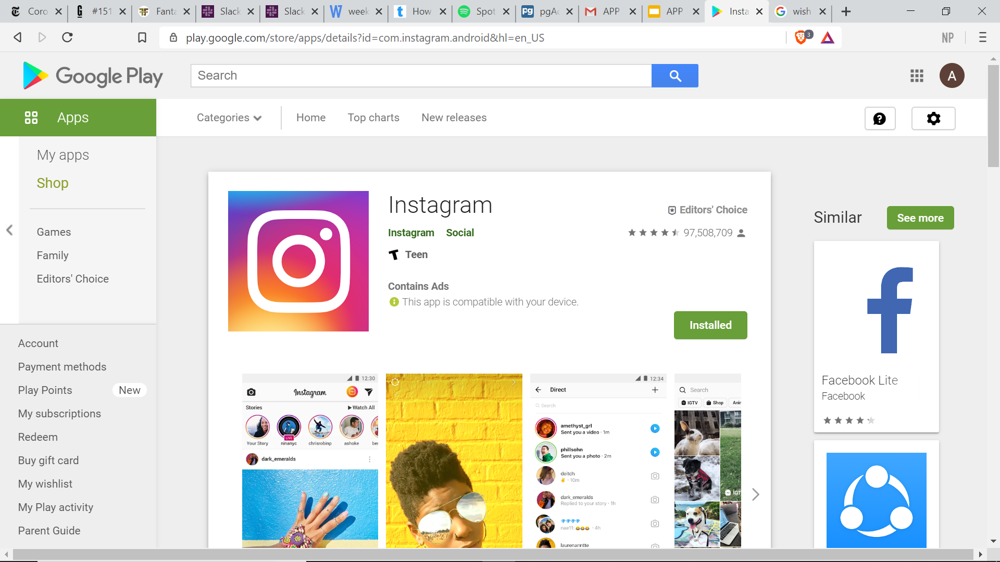 Coro
#151
Fanta
Slack
Slack
week
How
Spot
pgAc
APP
APP
Insta
wish
play.google.com/store/apps/details?id=com.instagram.android&hl=en_US
3
NP
Google Play
Search
A
Apps
Categories
Home
Top charts
New releases
My apps
Shop
Games
Family
Editors' Choice
Account
Payment methods
Play Points New
My subscriptions
Redeem
Buy gift card
My wishlist
My Play activity
Parent Guide
Instagram
Editors' Choice
Instagram Social
97,508,709
Teen
Contains Ads
This app is compatible with your device.
Installed
12:30
Instagram
Stories
Watch All
LIVE
Your Story
ninanyc
chrisrobinp
ashoke
ber
dark_emeralds
12:34
Direct
Search
amethyst_grl
Sent you a video · 1m
phillsohn
Sent you a photo · 2m
deitch
· 10m
dark_emeralds
Replied to your story · 1h
nae11: · 4h
laurenanntte
Search
IGTV
Shop
Anin
IGT
Similar
See more
Facebook Lite
Facebook